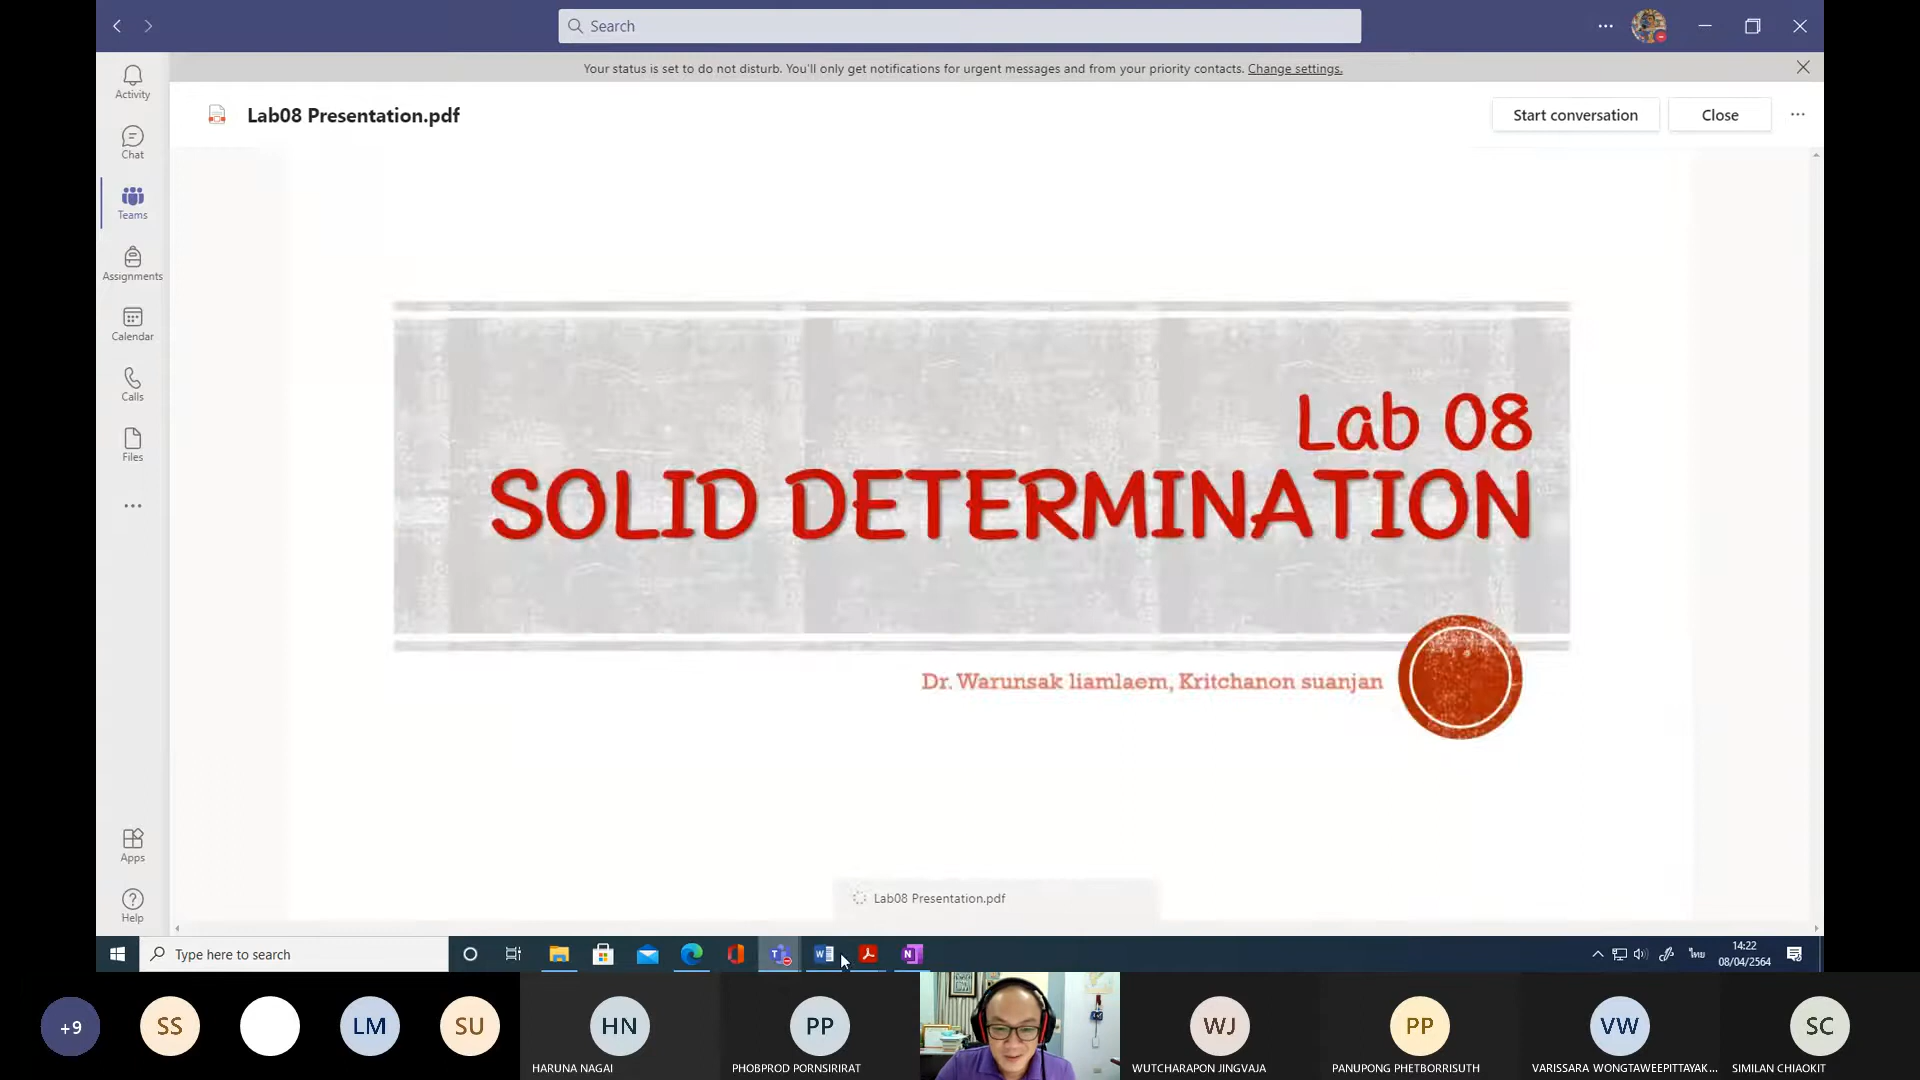 Search
Your status is set to do not disturb. You'll only get notifications for urgent messages and from your priority contacts. Change settings.
Activity
Chat
Teams
Assignments
Calendar
Calls
Files
Apps
Help
Lab08 Presentation.pdf
Start conversation
Close
Lab 08
SOLID DETERMINATION
Dr. Warunsak liamlaem, Kritchanon suanjan
Lab08 Presentation.pdf
Type here to search
ไทย
14:22
08/04/2564
+9
SS
LM
SU
HN
HARUNA NAGAI
PP
PHOBPROD PORNSIRIRAT
WJ
WUTCHARAPON JINGVAJA
PP
PANUPONG PHETBORRISUTH
VW
VARISSARA WONGTAWEEPITTAYAK...
SC
SIMILAN CHIAOKIT